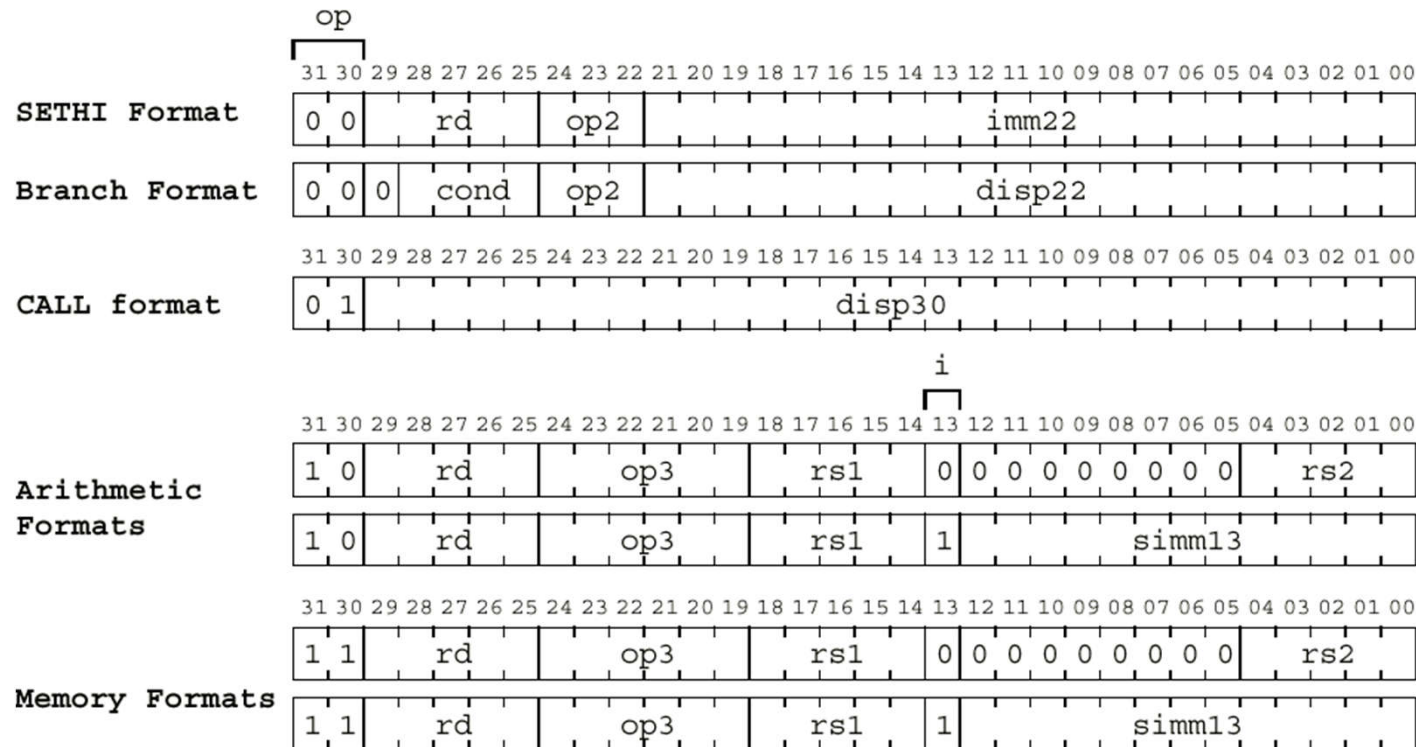 op
31 30 29 28 27 26 25 24 23 22 21 20 19 18 17 16 15 14 13 12 11 10 09 08 07 06 05 04 03 02 01 00
SETHI Format 0 0 rd op2 imm22
Branch Format 0 0 0 cond op2 disp22
31 30 29 28 27 26 25 24 23 22 21 20 19 18 17 16 15 14 13 12 11 10 09 08 07 06 05 04 03 02 01 00
CALL format 0 1 disp30
i
31 30 29 28 27 26 25 24 23 22 21 20 19 18 17 16 15 14 13 12 11 10 09 08 07 06 05 04 03 02 01 00
Arithmetic
Formats
1 0 rd op3 rs1 0 0 0 0 0 0 0 0 0 rs2
1 0 rd op3 rs1 1 simm13
31 30 29 28 27 26 25 24 23 22 21 20 19 18 17 16 15 14 13 12 11 10 09 08 07 06 05 04 03 02 01 00
Memory Formats
1 1 rd op3 rs1 0 0 0 0 0 0 0 0 0 rs2
1 1 rd op3 rs1 1 simm13